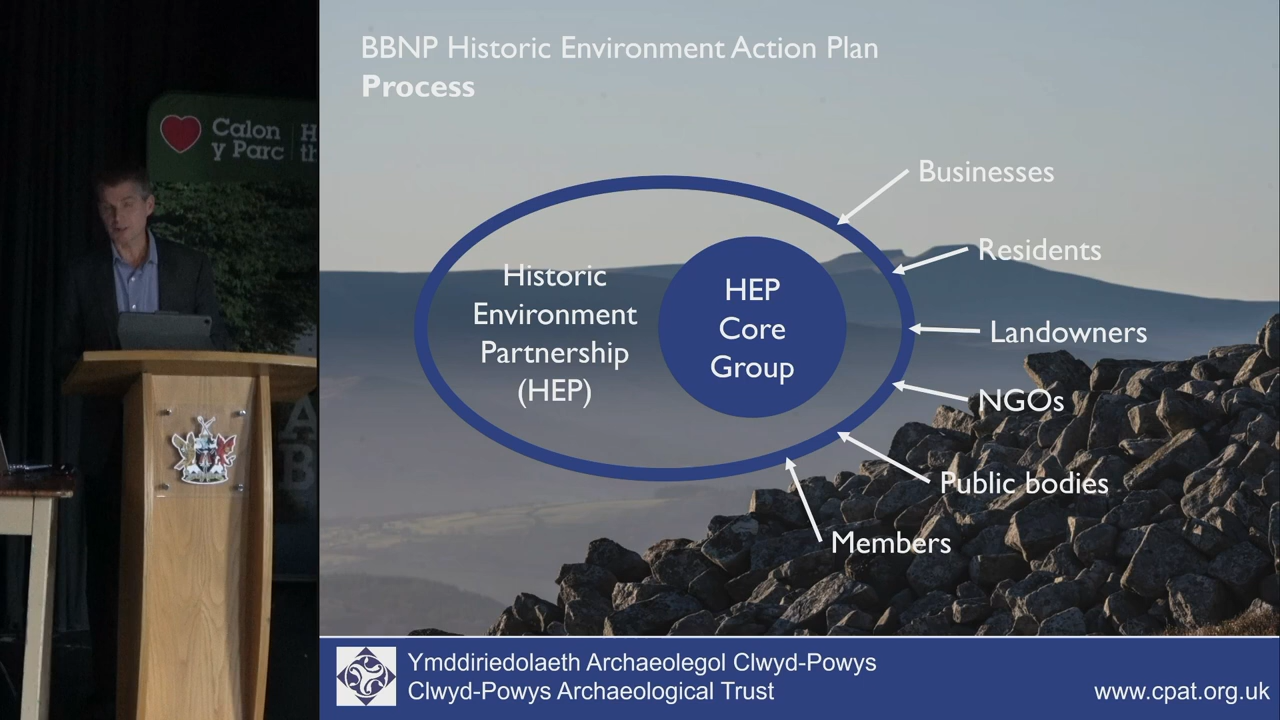 BBNP Historic Environment Action Plan
Process
Calon
y Parc
H
th
Businesses
Residents
Landowners
NGOs
Public bodies
Members
Historic
Environment
Partnership
(HEP)
HEP
Core
Group
A
B
Ymddiriedolaeth Archaeolegol Clwyd-Powys
Clwyd-Powys Archaeological Trust
www.cpat.org.uk